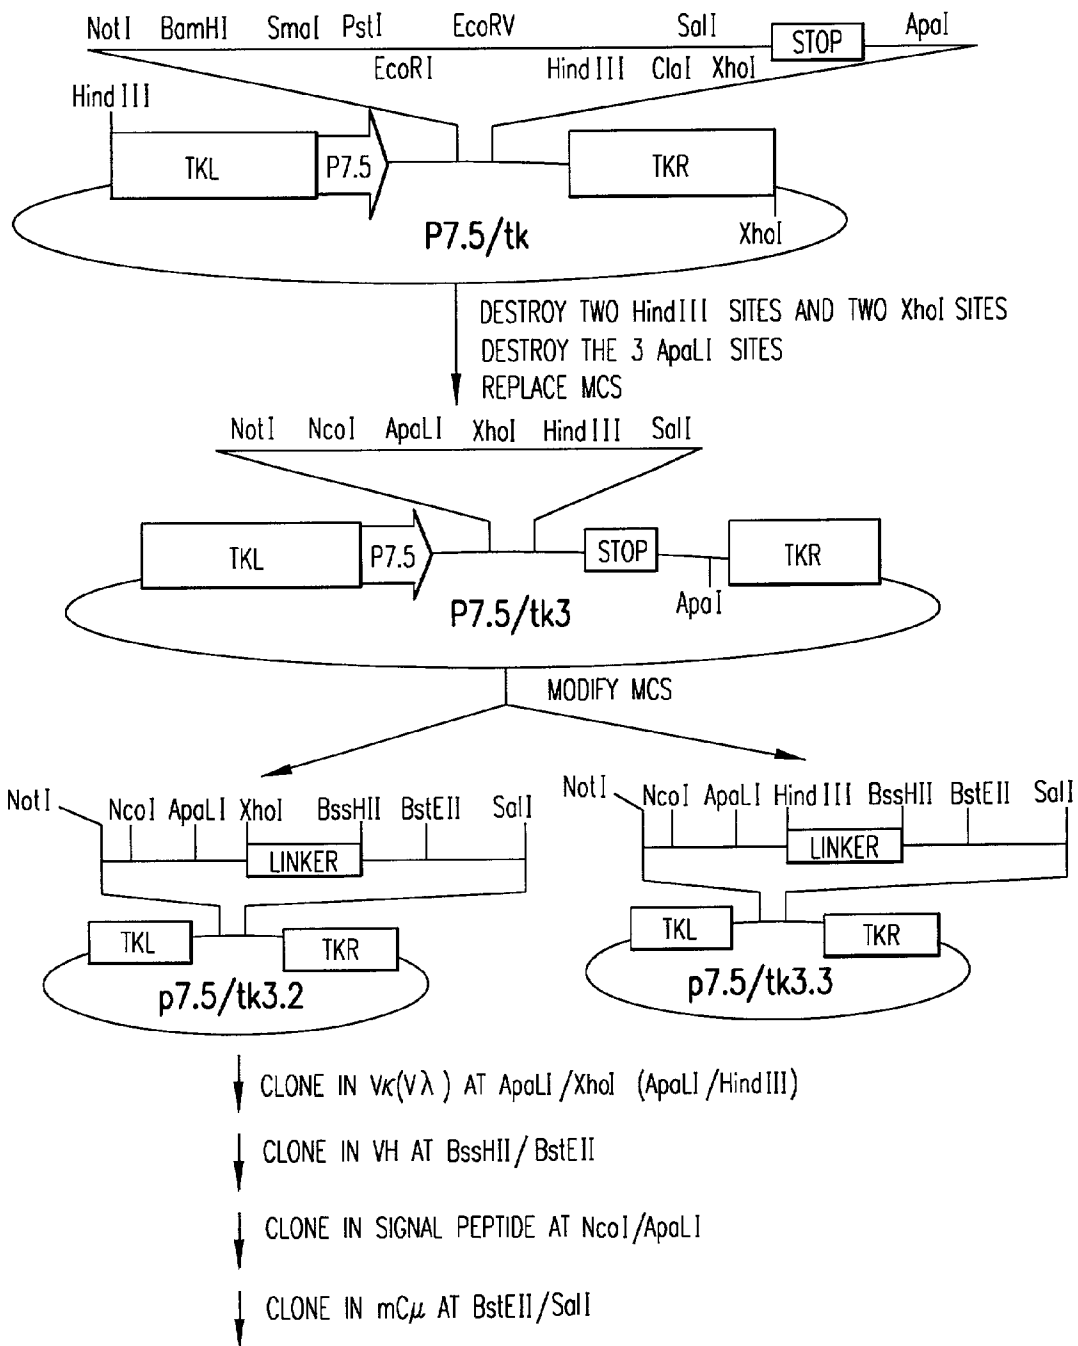 NotI BamHI SmaI PstI EcoRV SalI STOP ApaI
EcoRI HindIII ClaI XhoI
HindIII
TKL P7.5 TKR
XhoI
P7.5/tk
DESTROY TWO HindIII SITES AND TWO XhoI SITES
DESTROY THE 3 ApaLI SITES
REPLACE MCS
NotI NcoI ApaLI XhoI HindIII SalI
TKL P7.5 STOP TKR
ApaI
P7.5/tk3
MODIFY MCS
NotI NcoI ApaLI XhoI BssHII BstEII SalI
LINKER
TKL TKR
p7.5/tk3.2
NotI NcoI ApaLI HindIII BssHII BstEII SalI
LINKER
TKL TKR
p7.5/tk3.3
CLONE IN Vκ(Vλ) AT ApaLI/XhoI (ApaLI/HindIII)
CLONE IN VH AT BssHII/BstEII
CLONE IN SIGNAL PEPTIDE AT NcoI/ApaLI
CLONE IN mCμ AT BstEII/SalI